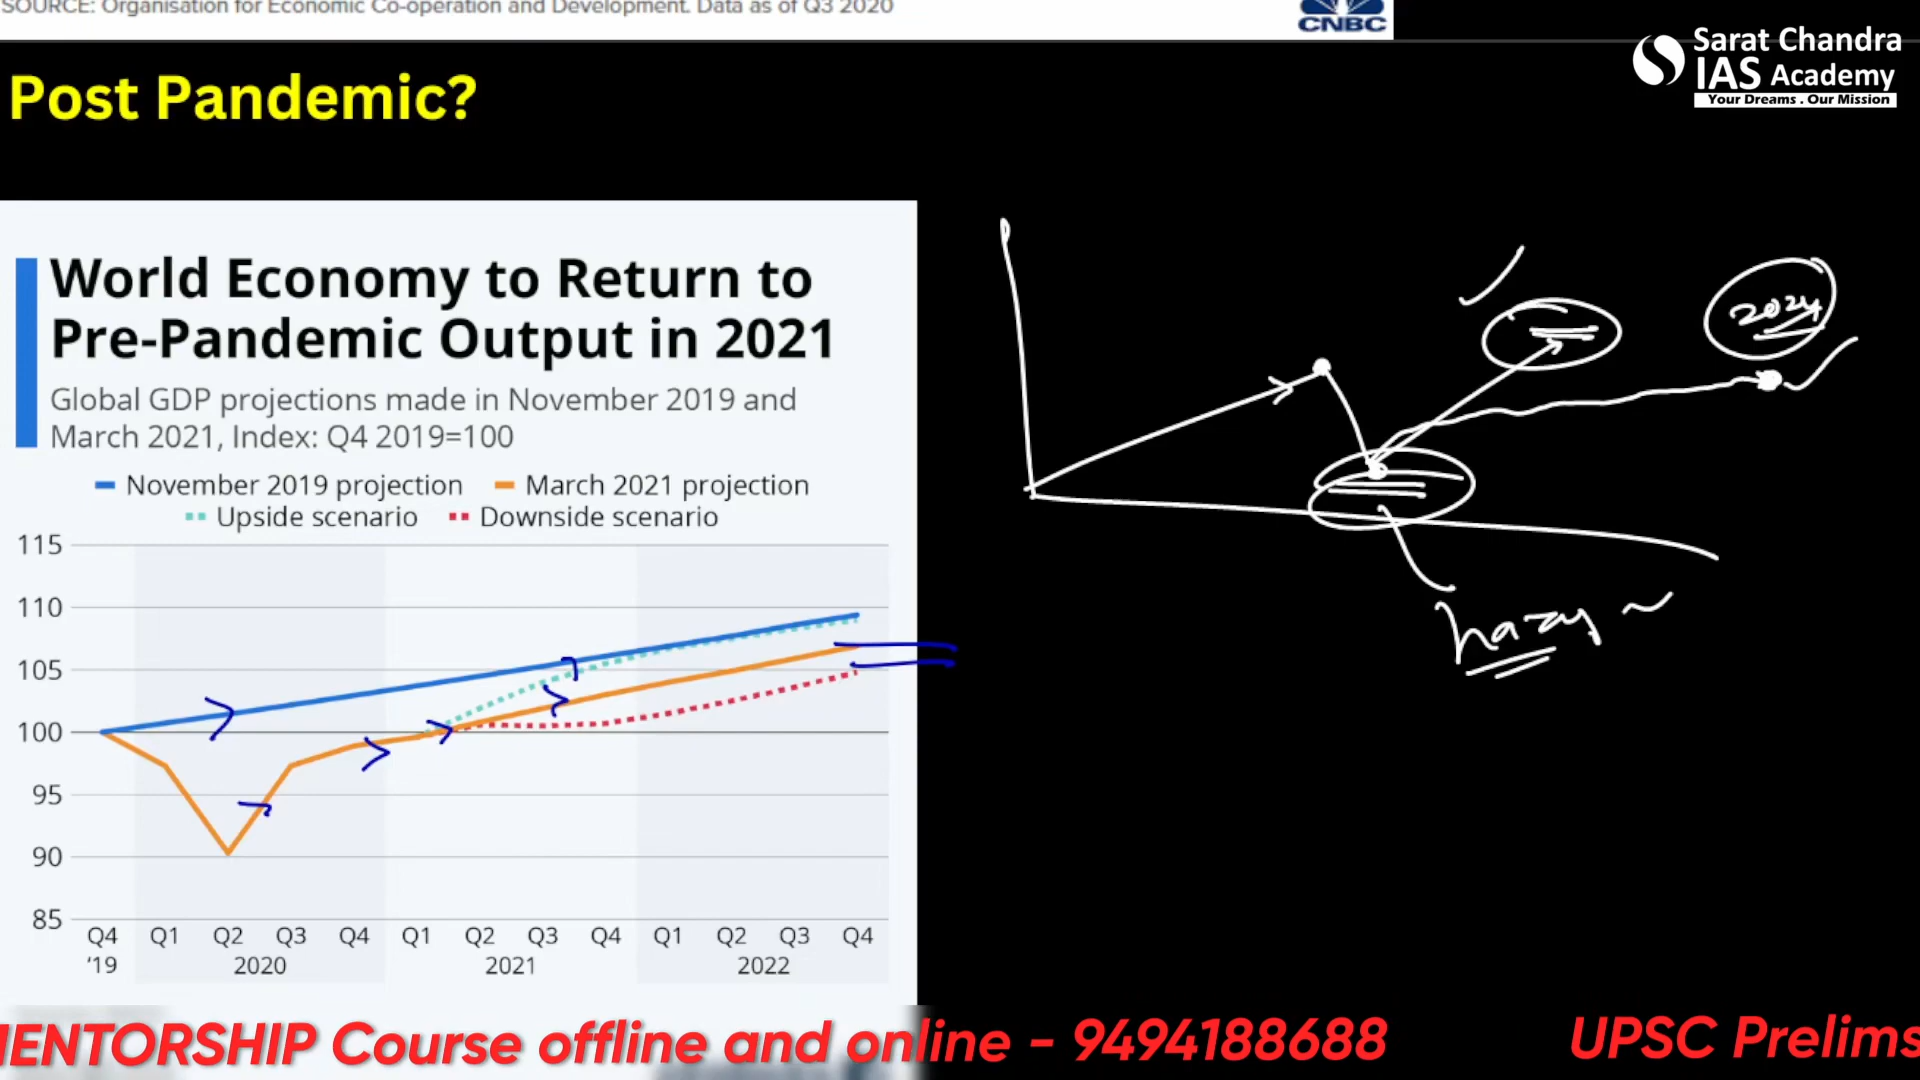 SOURCE: Organisation for Economic Co-operation and Development. Data as of Q3 2020
CNBC
Sarat Chandra
IAS Academy
Your Dreams . Our Mission
Post Pandemic?
World Economy to Return to
Pre-Pandemic Output in 2021
Global GDP projections made in November 2019 and
March 2021, Index: Q4 2019=100
November 2019 projection March 2021 projection
Upside scenario Downside scenario
115
110
105
100
95
90
85
Q4 Q1 Q2 Q3 Q4 Q1 Q2 Q3 Q4 Q1 Q2 Q3 Q4
'19 2020 2021 2022
2024
hazy
MENTORSHIP Course offline and online - 9494188688 UPSC Prelims